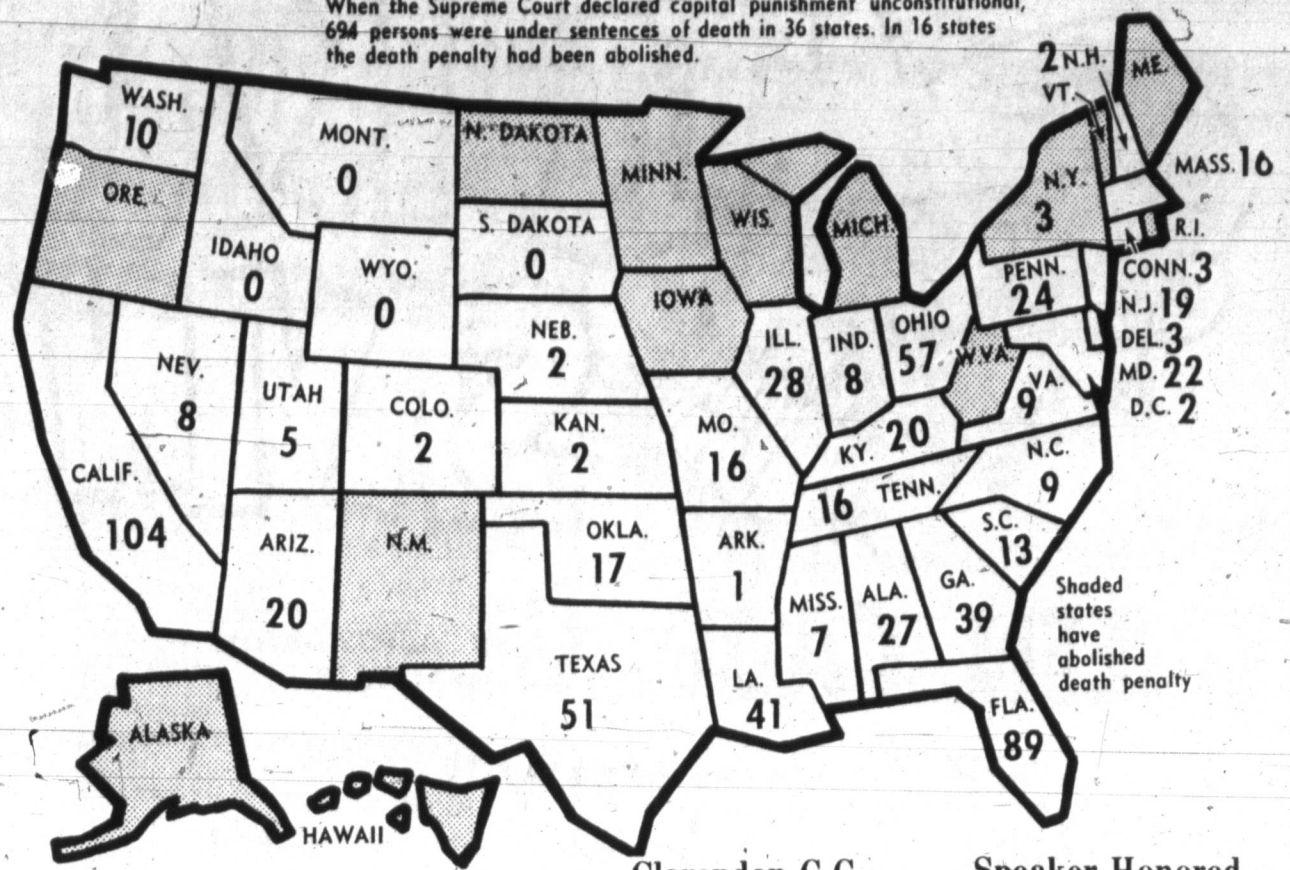 When the Supreme Court declared capital punishment unconstitutional,
694 persons were under sentences of death in 36 states. In 16 states
the death penalty had been abolished.
WASH.
10
ORE.
MONT.
0
IDAHO
0
WYO.
0
N. DAKOTA
S. DAKOTA
0
MINN.
WIS.
MICH.
IOWA
NEB.
2
NEV.
8
UTAH
5
COLO.
2
KAN.
2
CALIF.
104
ARIZ.
20
N.M.
OKLA.
17
TEXAS
51
MO.
16
ARK.
1
LA.
41
ILL.
28
IND.
8
OHIO
57
KY. 20
16 TENN.
MISS.
7
ALA.
27
GA.
39
FLA.
89
S.C.
13
N.C.
9
VA.
9
W.VA.
PENN.
24
N.Y.
3
2 N.H.
VT.
ME.
MASS. 16
R.I.
CONN. 3
N.J. 19
DEL. 3
MD. 22
D.C. 2
Shaded
states
have
abolished
death penalty
ALASKA
HAWAII
Clarendon C.C.
Speaker Honored